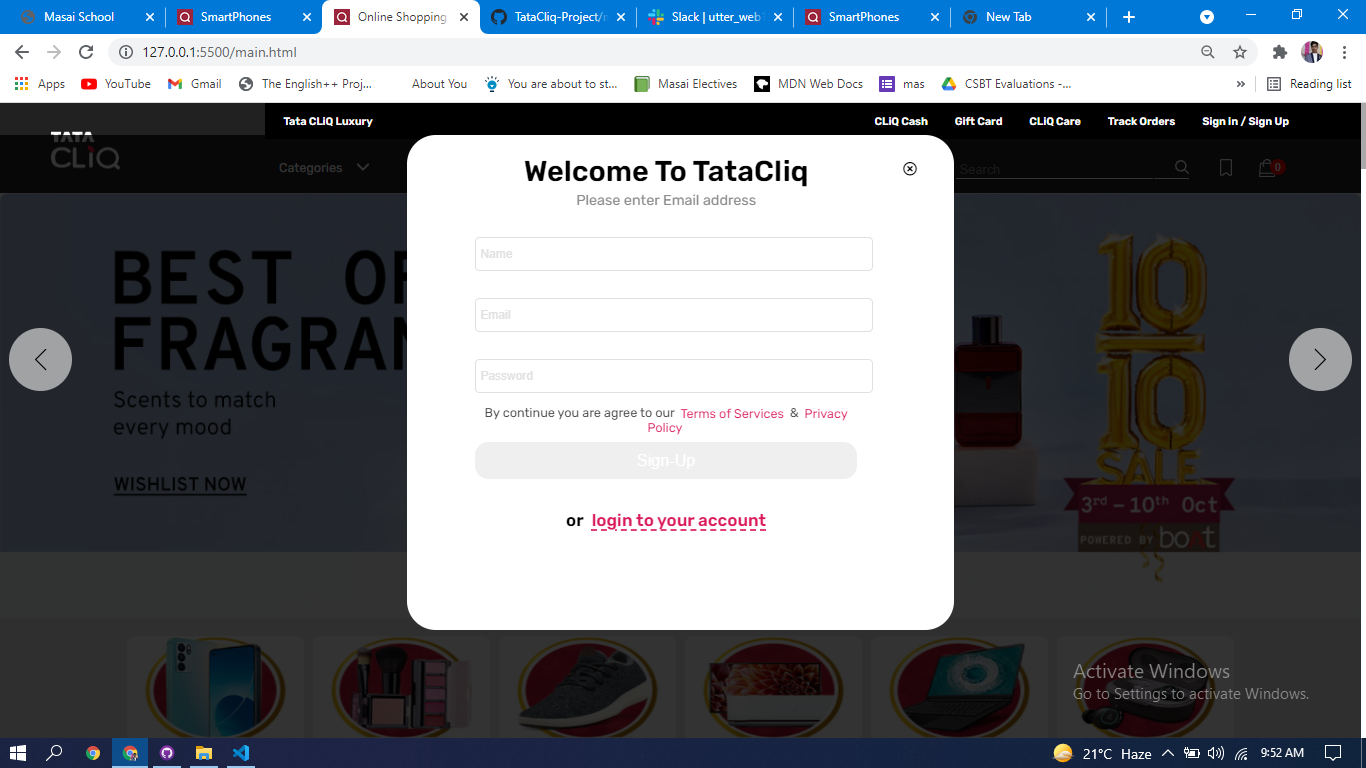 Masai School
SmartPhones
Online Shopping
TataCliq-Project/r
Slack | utter_web1
SmartPhones
New Tab
127.0.0.1:5500/main.html
Apps
YouTube
Gmail
The English++ Proj...
About You
You are about to st...
Masai Electives
MDN Web Docs
mas
CSBT Evaluations -...
»
Reading list
Tata CLiQ Luxury
CLiQ Cash
Gift Card
CLiQ Care
Track Orders
Sign In / Sign Up
TATA
CLiQ
Categories
Search
0
Welcome To TataCliq
Please enter Email address
Name
Email
Password
By continue you are agree to our Terms of Services & Privacy
Policy
Sign-Up
or login to your account
BEST OF
FRAGRAN
Scents to match
every mood
WISHLIST NOW
10
10
SALE
3rd – 10th Oct
POWERED BY boAt
Activate Windows
Go to Settings to activate Windows.
21°C Haze
9:52 AM